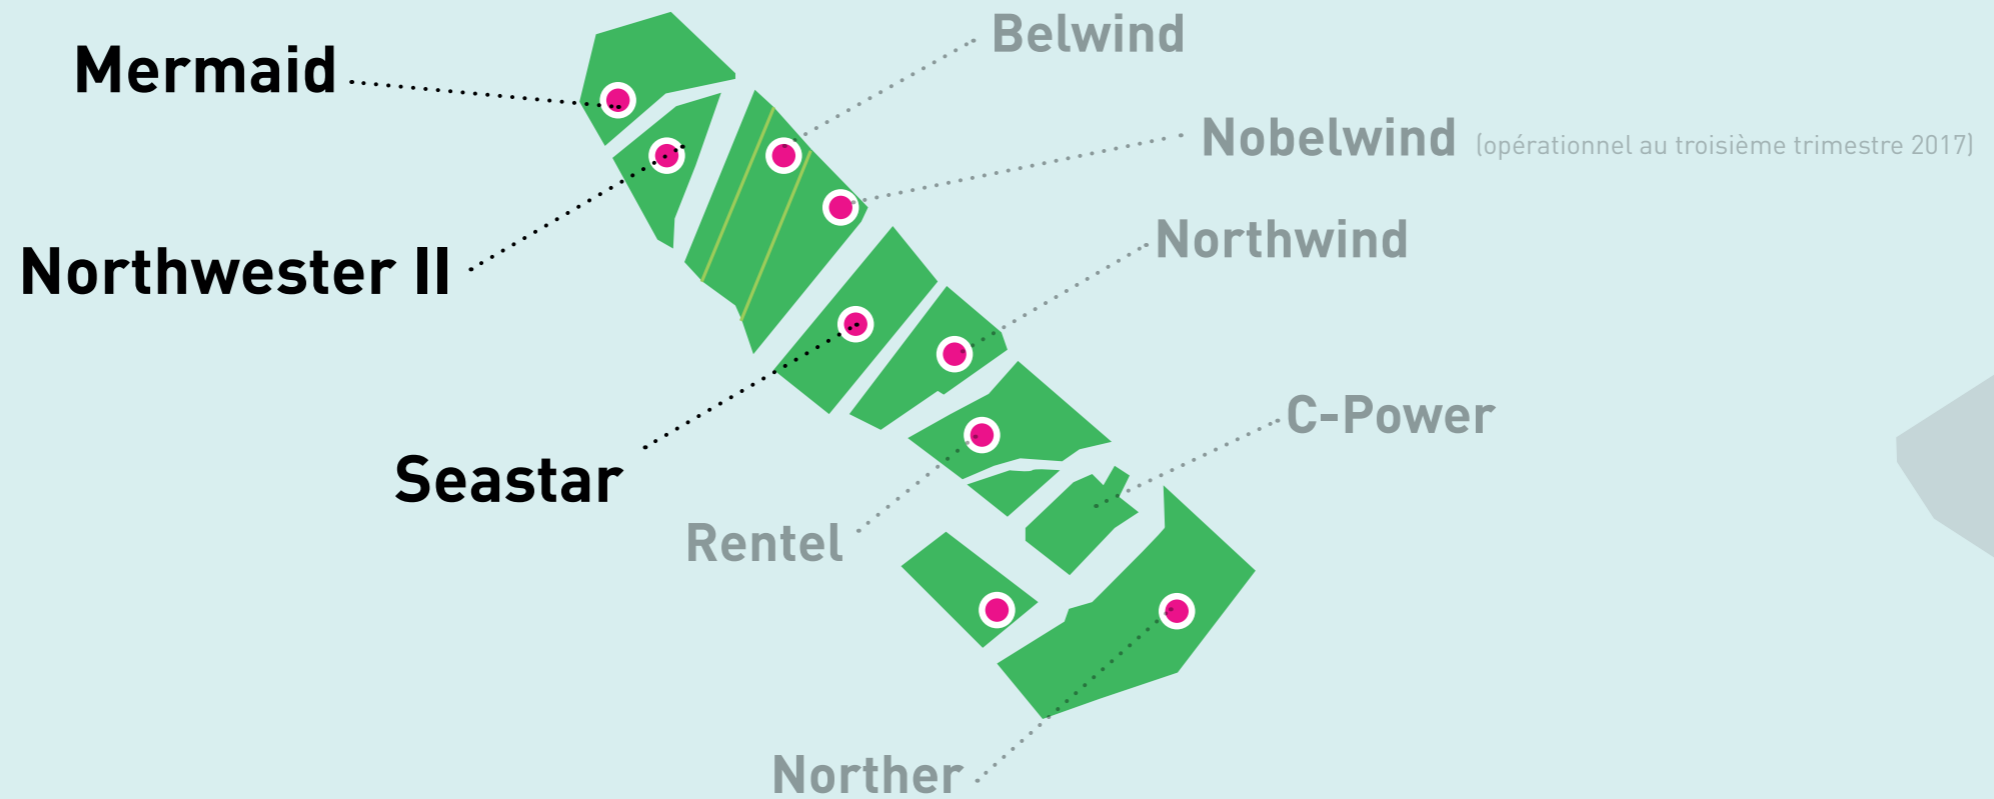 Belwind
Mermaid
Nobelwind (opérationnel au troisième trimestre 2017)
Northwind
Northwester II
C-Power
Seastar
Rentel
Norther